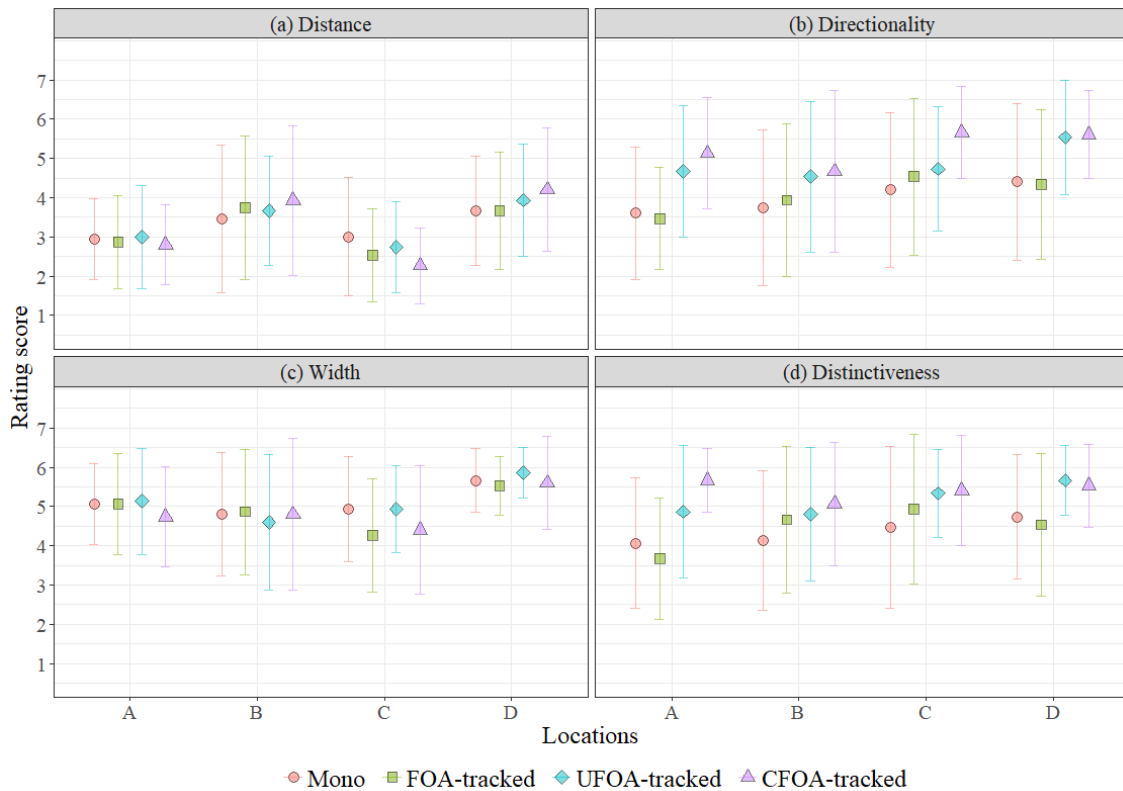 (a) Distance
(b) Directionality
7
6
5
4
3
2
1
(c) Width
(d) Distinctiveness
7
6
5
4
3
2
1
Rating score
A B C D
A B C D
Locations
Mono FOA-tracked UFOA-tracked CFOA-tracked